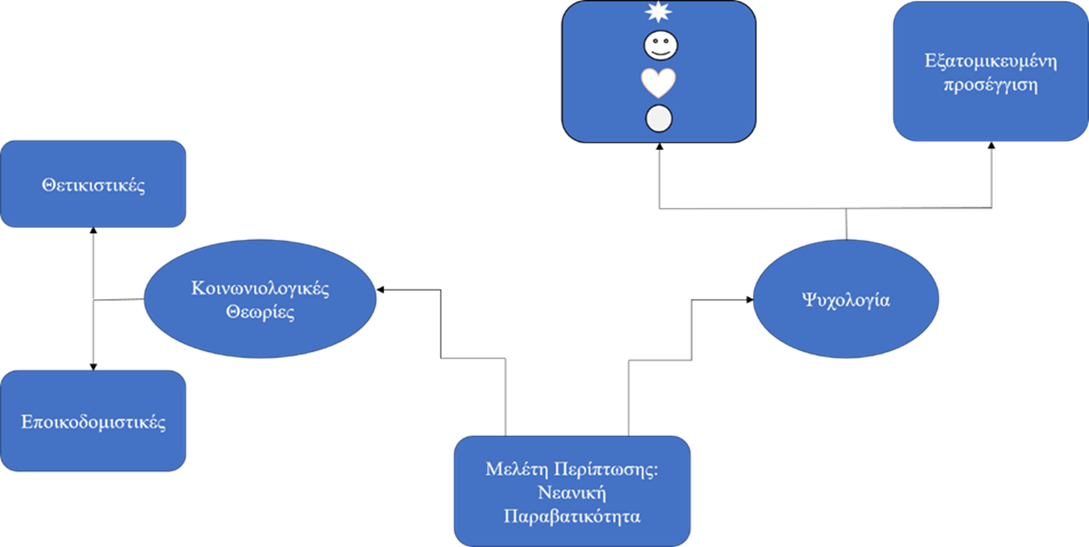 Εξατομικευμένη
προσέγγιση
Θετικιστικές
Κοινωνιολογικές
Θεωρίες
Ψυχολογία
Εποικοδομιστικές
Μελέτη Περίπτωσης:
Νεανική
Παραβατικότητα